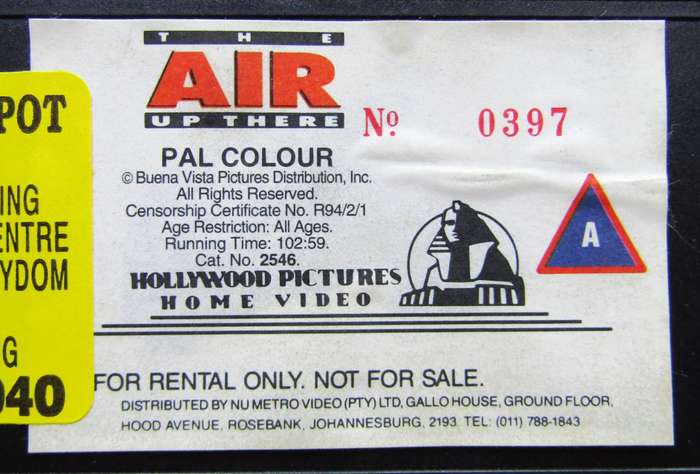 THE
AIR
UP THERE
Nº 0397
PAL COLOUR
© Buena Vista Pictures Distribution, Inc.
All Rights Reserved.
Censorship Certificate No. R94/2/1
Age Restriction: All Ages.
Running Time: 102:59.
Cat. No. 2546.
HOLLYWOOD PICTURES
HOME VIDEO
A
FOR RENTAL ONLY. NOT FOR SALE.
DISTRIBUTED BY NU METRO VIDEO (PTY) LTD, GALLO HOUSE, GROUND FLOOR,
HOOD AVENUE, ROSEBANK, JOHANNESBURG, 2193. TEL: (011) 788-1843
POT
ING
ENTRE
YDOM
G
040